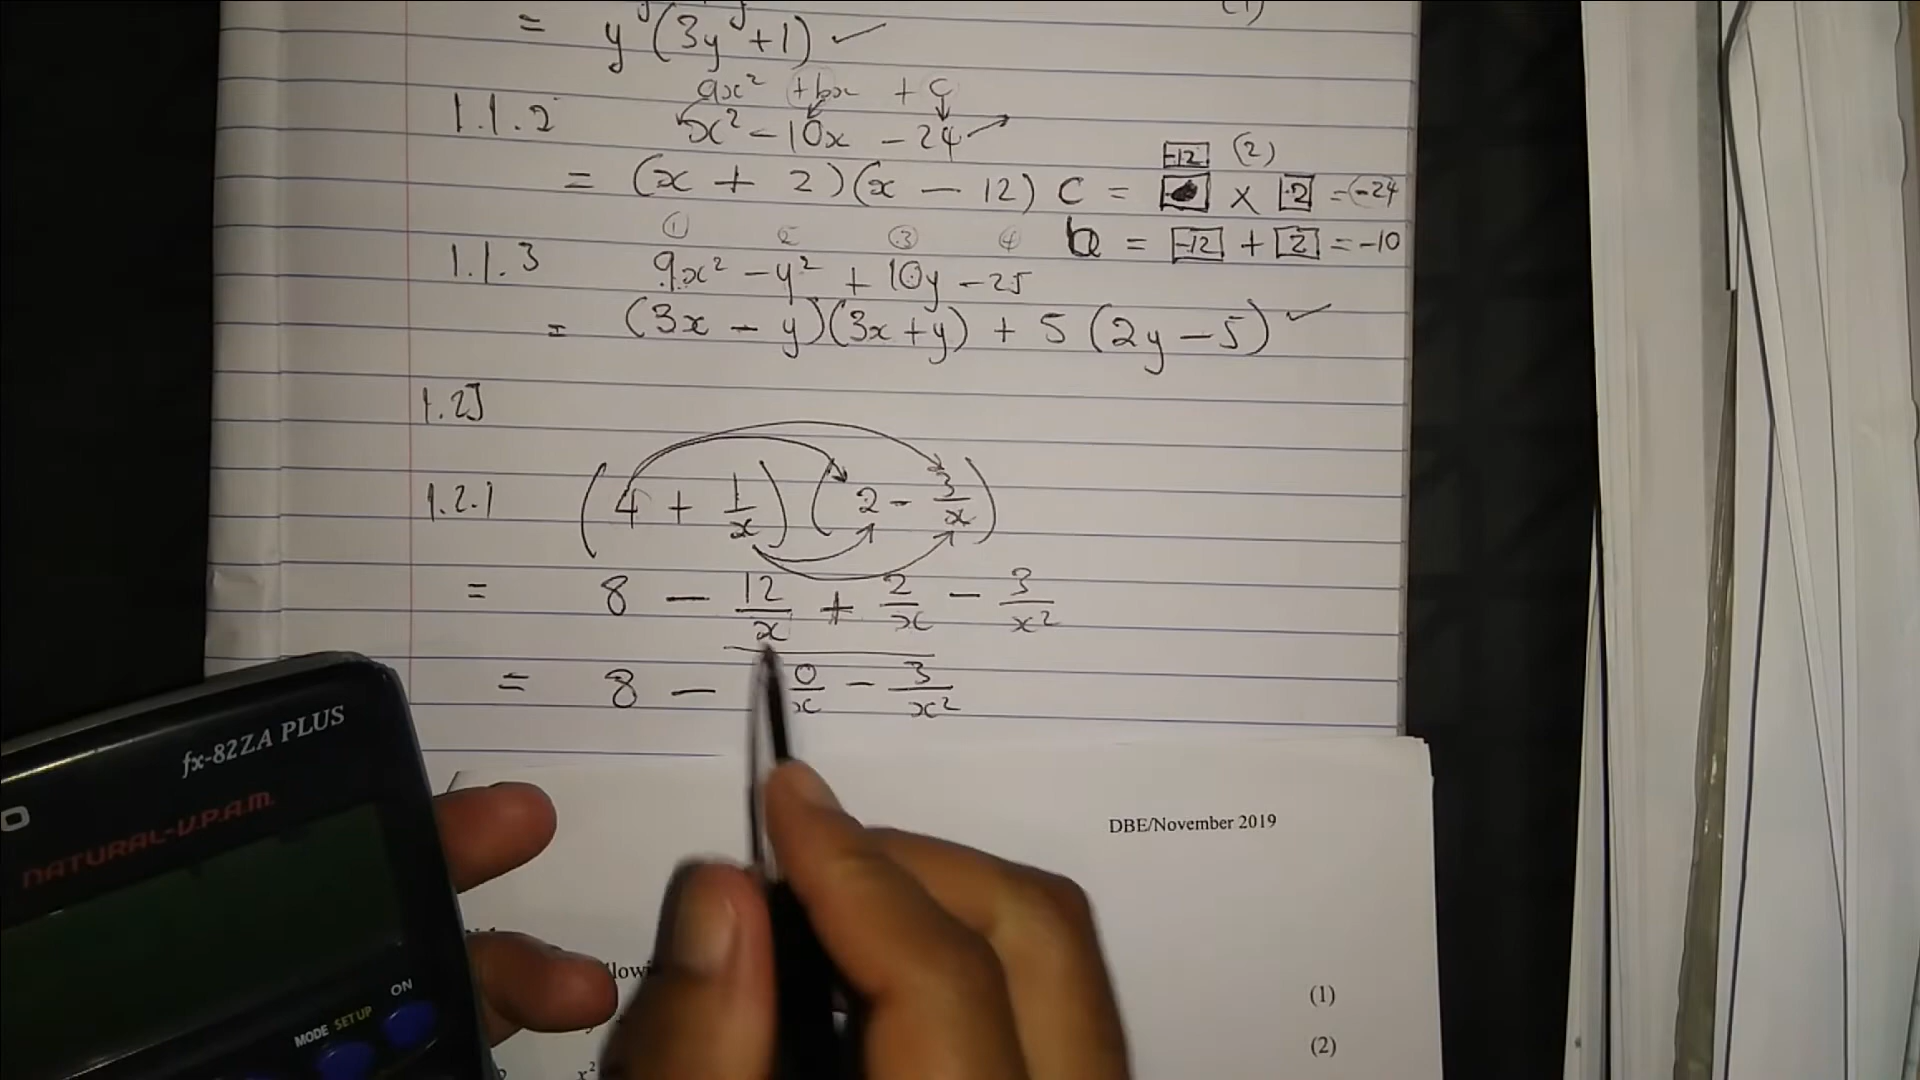 = y(3y+1) ✓
ax² + bx + c
1.1.2 x² - 10x - 24
-12 (2)
= (x + 2)(x - 12) C = × 2 = -24
b = -12 + 2 = -10
① 2 ③ 4
1.1.3 9x² - y² + 10y - 25
= (3x - y)(3x + y) + 5(2y - 5) ✓
1.2]
1.2.1 (4 + 1/x)(2 - 3/x)
= 8 - 12/x + 2/x - 3/x²
= 8 - 0/x - 3/x²
fx-82ZA PLUS
NATURAL-V.P.A.M.
DBE/November 2019
ON
(1)
MODE SETUP
(2)
x²